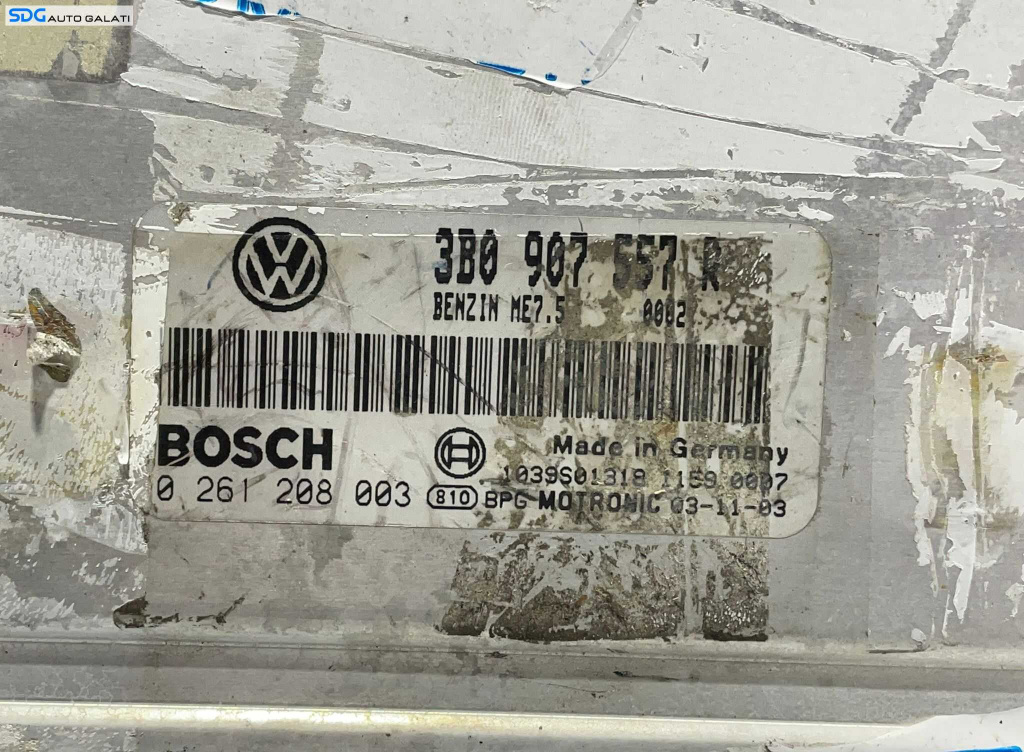 SDG AUTO GALATI
VW
3B0 907 557 R
BENZIN ME7.5 0002
BOSCH
Made in Germany
1039S01318 1159 0007
0 261 208 003 810 BPG MOTRONIC 03-11-03